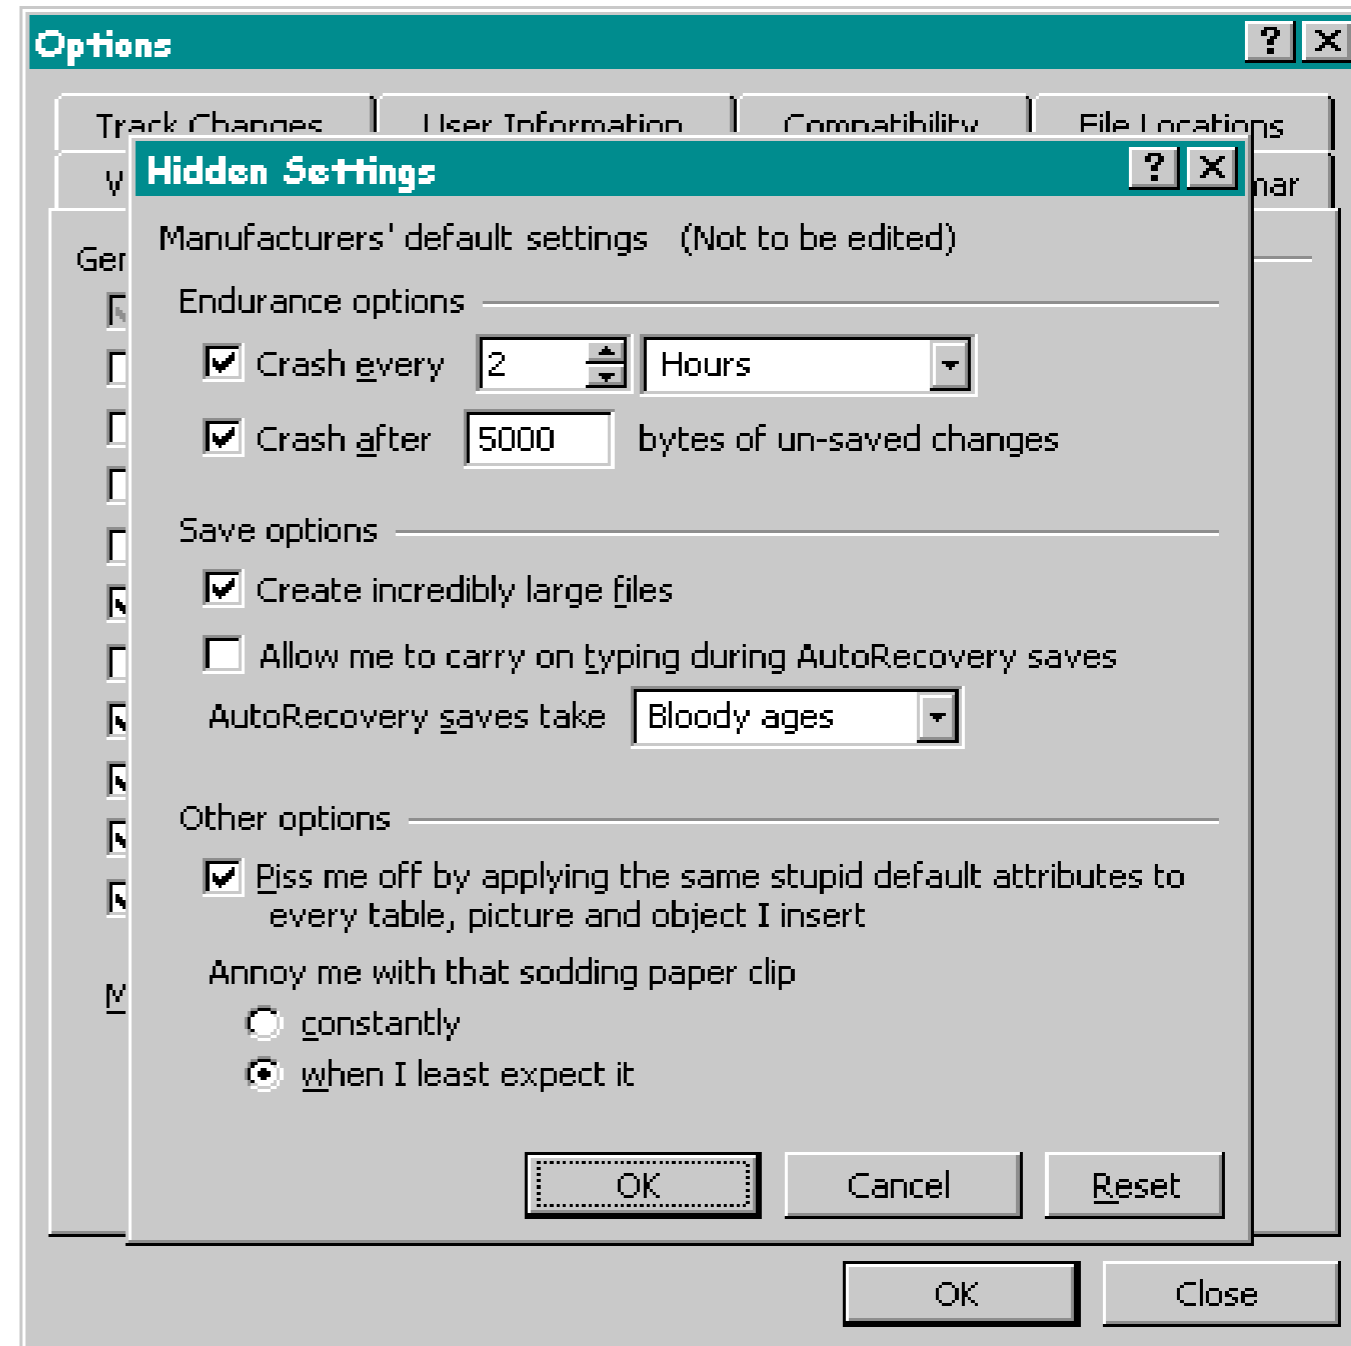 Options
Track Changes User Information Compatibility File Locations
Hidden Settings
Manufacturers' default settings (Not to be edited)
Endurance options
Crash every 2 Hours
Crash after 5000 bytes of un-saved changes
Save options
Create incredibly large files
Allow me to carry on typing during AutoRecovery saves
AutoRecovery saves take Bloody ages
Other options
Piss me off by applying the same stupid default attributes to
every table, picture and object I insert
Annoy me with that sodding paper clip
constantly
when I least expect it
OK Cancel Reset
OK Close